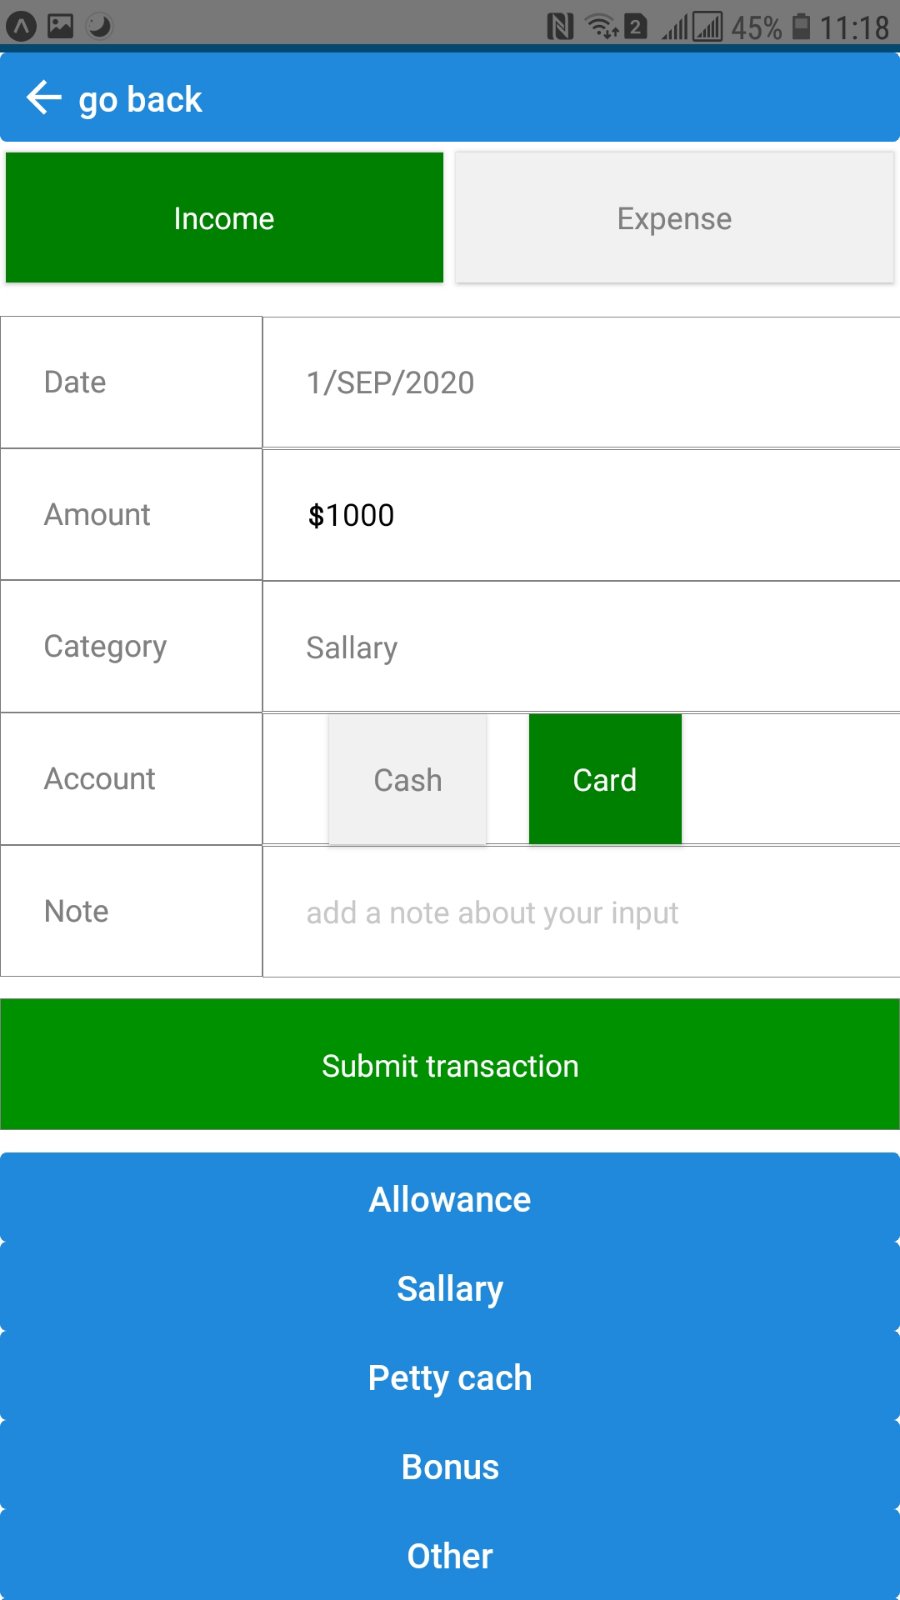 2 45% 11:18
go back
Income Expense
Date 1/SEP/2020
Amount $1000
Category Sallary
Account Cash Card
Note add a note about your input
Submit transaction
Allowance
Sallary
Petty cach
Bonus
Other